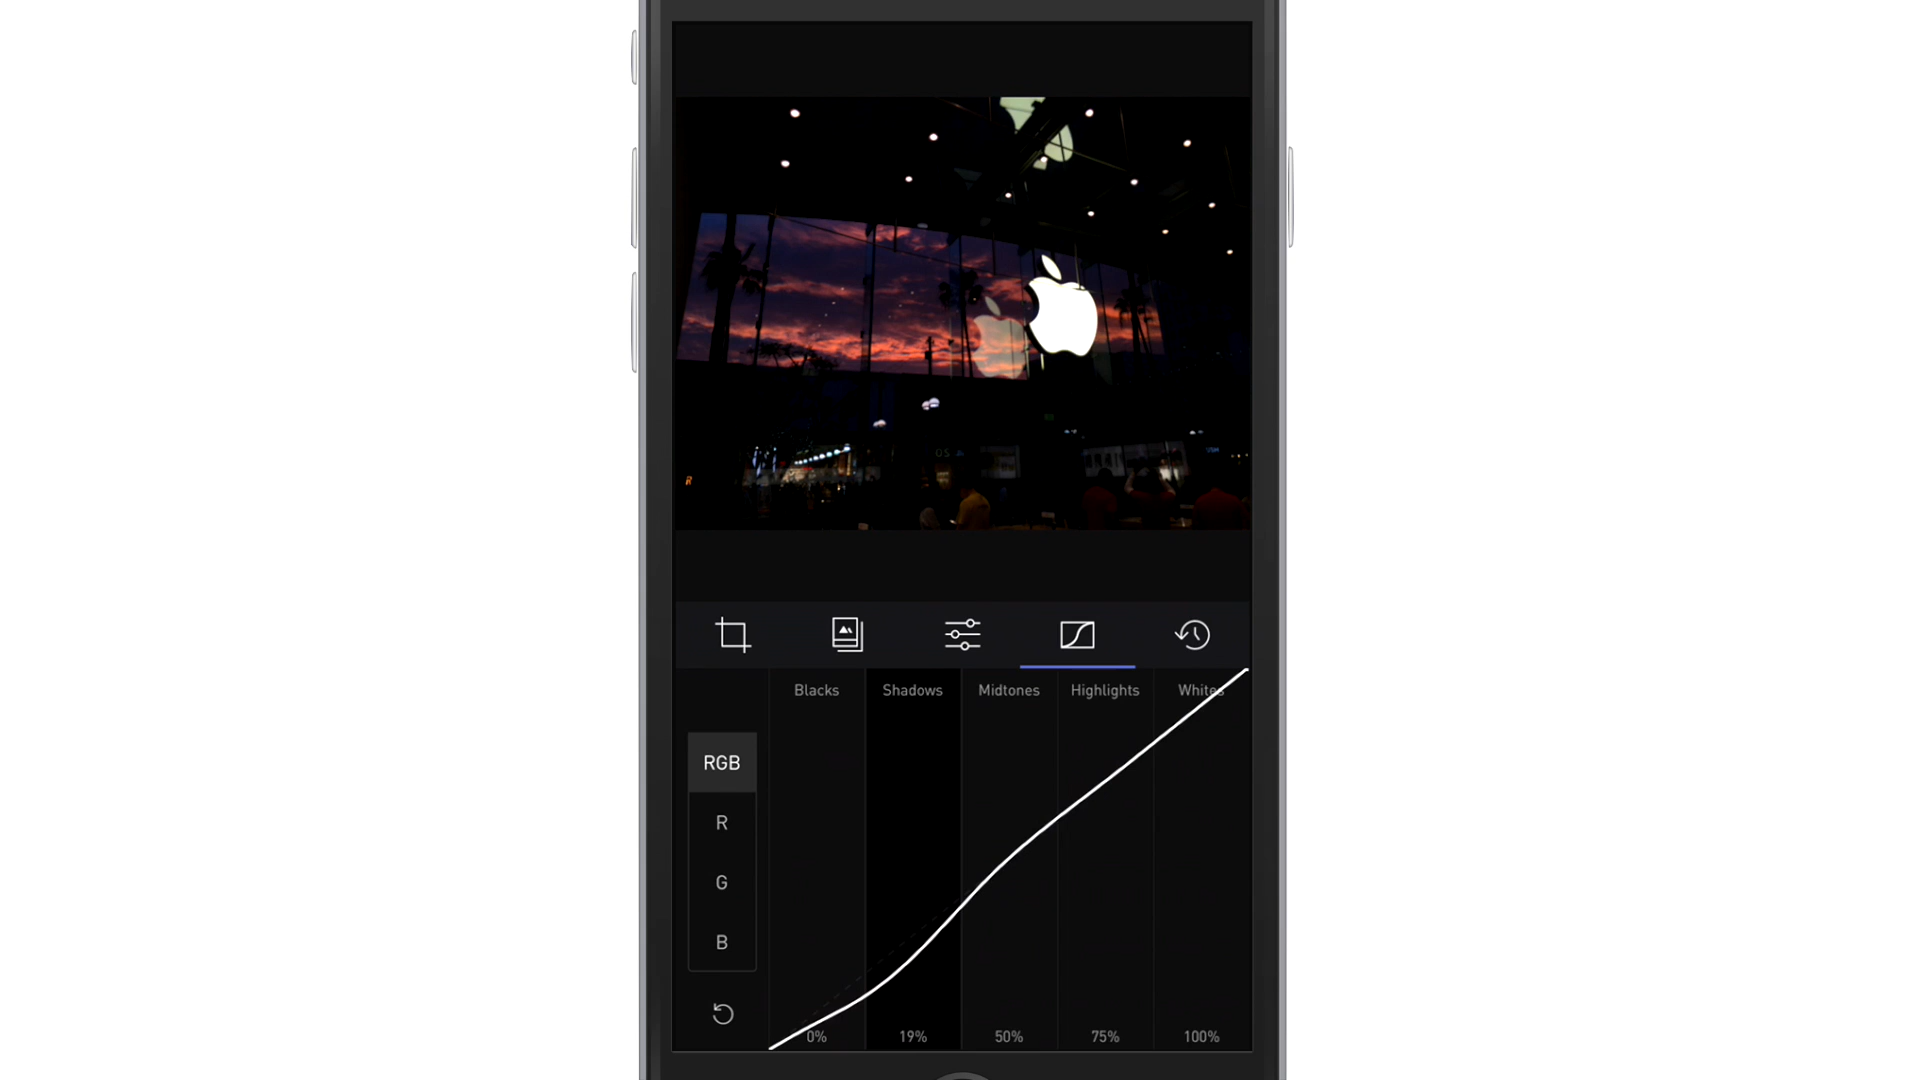 Blacks Shadows Midtones Highlights Whites
RGB
R
G
B
0% 19% 50% 75% 100%